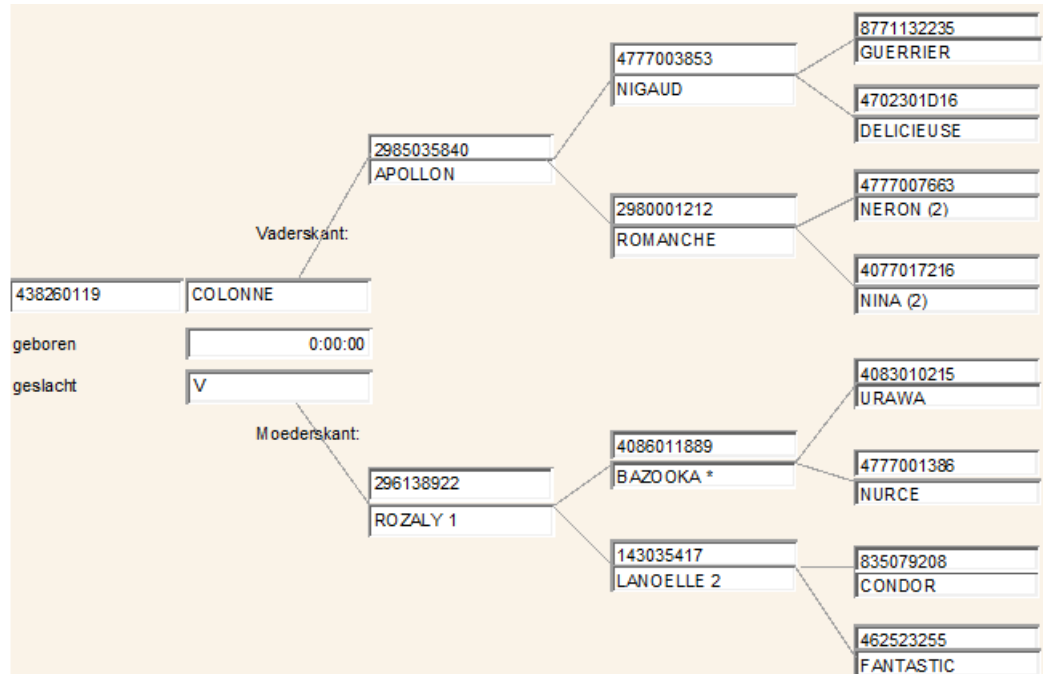 8771132235
GUERRIER
4777003853
NIGAUD
4702301D16
DELICIEUSE
2985035840
APOLLON
4777007663
NERON (2)
2980001212
ROMANCHE
Vaderskant:
4077017216
NINA (2)
438260119 COLONNE
geboren 0:00:00
geslacht V
4083010215
URAWA
Moederskant:
4086011889
BAZOOKA *
4777001386
NURCE
296138922
ROZALY 1
143035417
LANOELLE 2
835079208
CONDOR
462523255
FANTASTIC